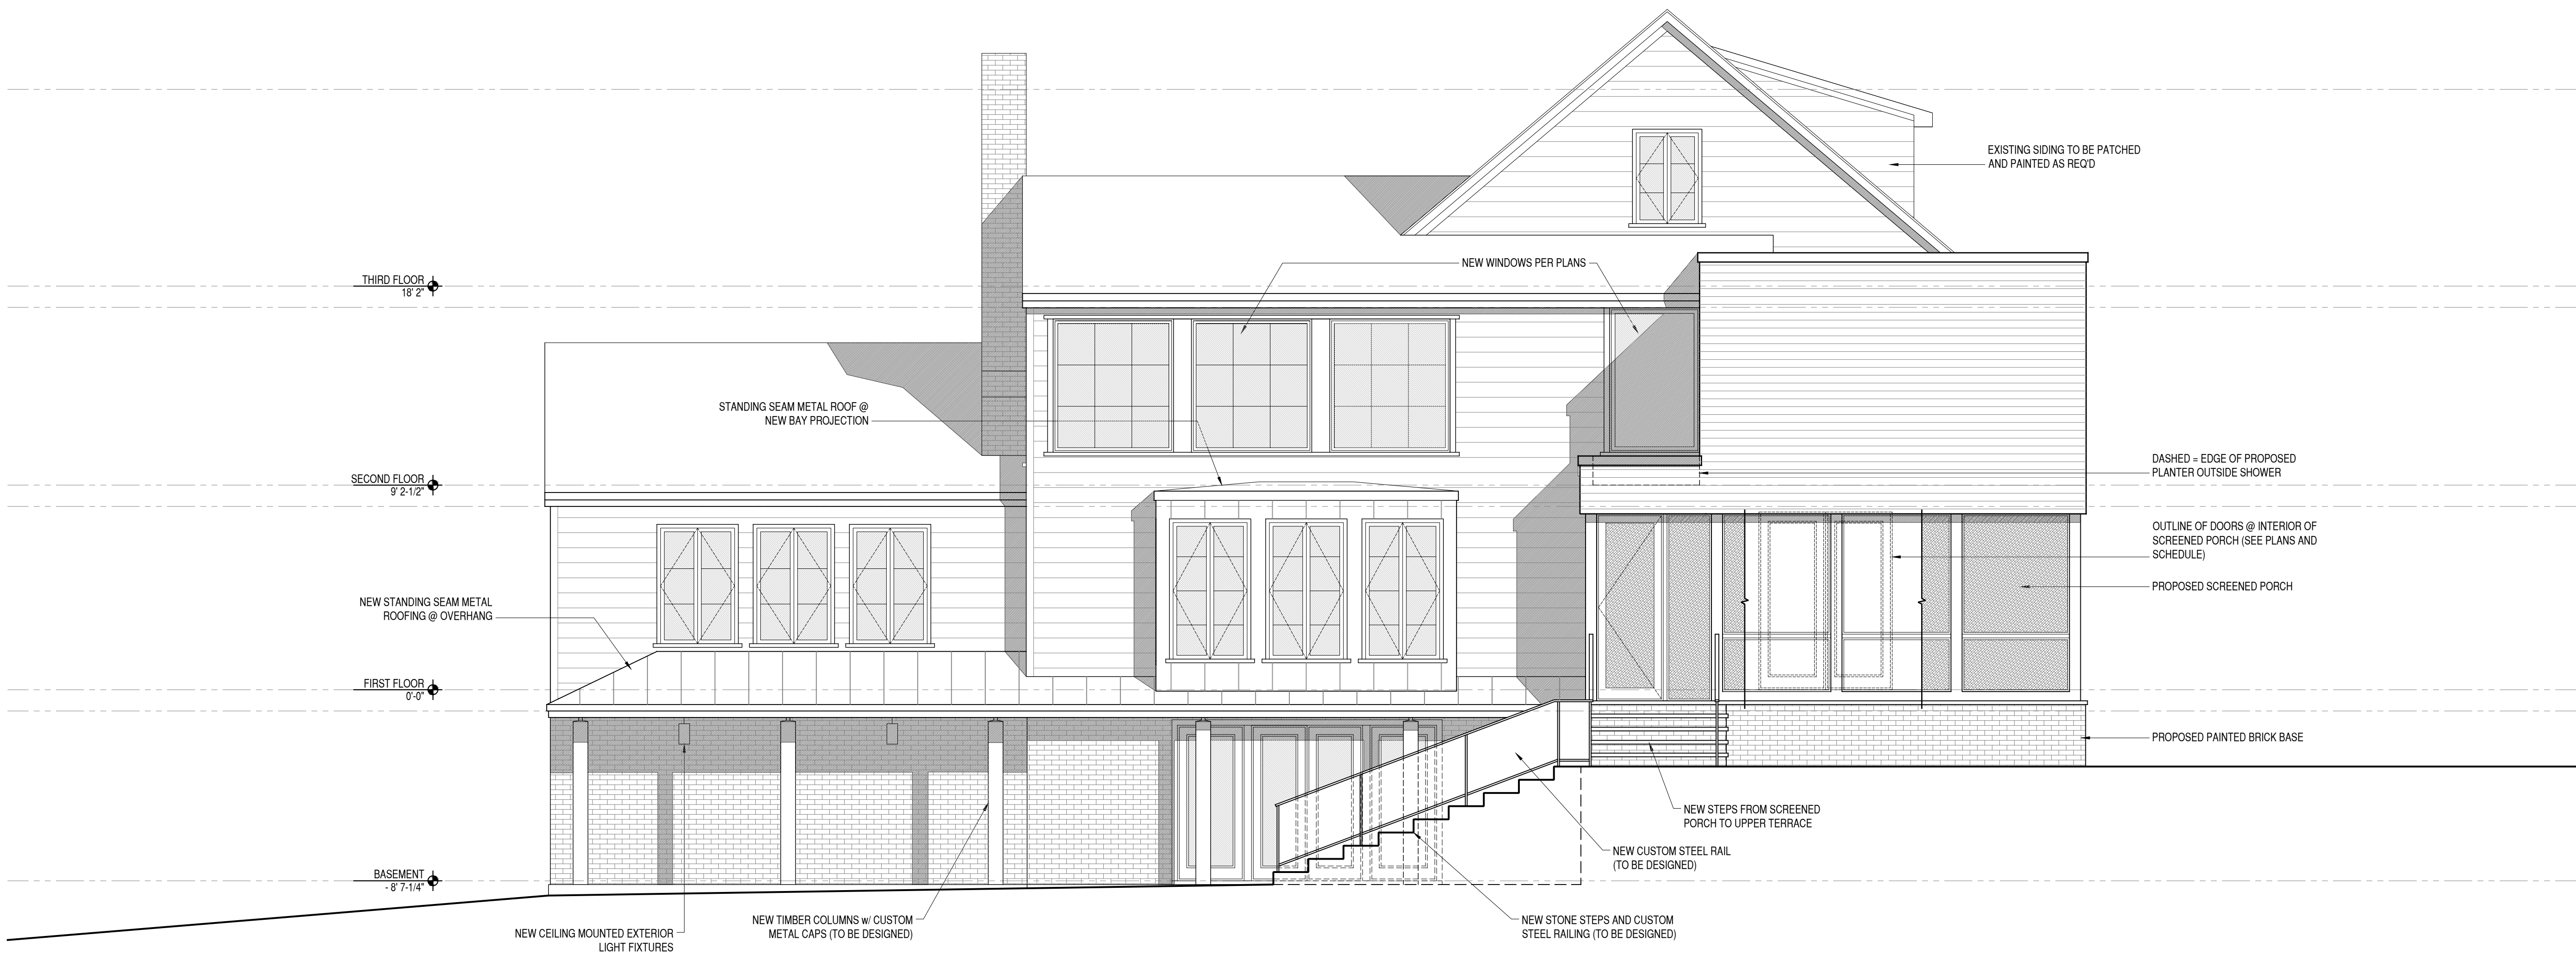 EXISTING SIDING TO BE PATCHED
AND PAINTED AS REQ'D
NEW WINDOWS PER PLANS
THIRD FLOOR
18' 2"
STANDING SEAM METAL ROOF @
NEW BAY PROJECTION
DASHED = EDGE OF PROPOSED
PLANTER OUTSIDE SHOWER
SECOND FLOOR
9' 2-1/2"
OUTLINE OF DOORS @ INTERIOR OF
SCREENED PORCH (SEE PLANS AND
SCHEDULE)
PROPOSED SCREENED PORCH
NEW STANDING SEAM METAL
ROOFING @ OVERHANG
FIRST FLOOR
0'-0"
PROPOSED PAINTED BRICK BASE
NEW STEPS FROM SCREENED
PORCH TO UPPER TERRACE
NEW CUSTOM STEEL RAIL
(TO BE DESIGNED)
BASEMENT
- 8' 7-1/4"
NEW TIMBER COLUMNS w/ CUSTOM
METAL CAPS (TO BE DESIGNED)
NEW STONE STEPS AND CUSTOM
STEEL RAILING (TO BE DESIGNED)
NEW CEILING MOUNTED EXTERIOR
LIGHT FIXTURES